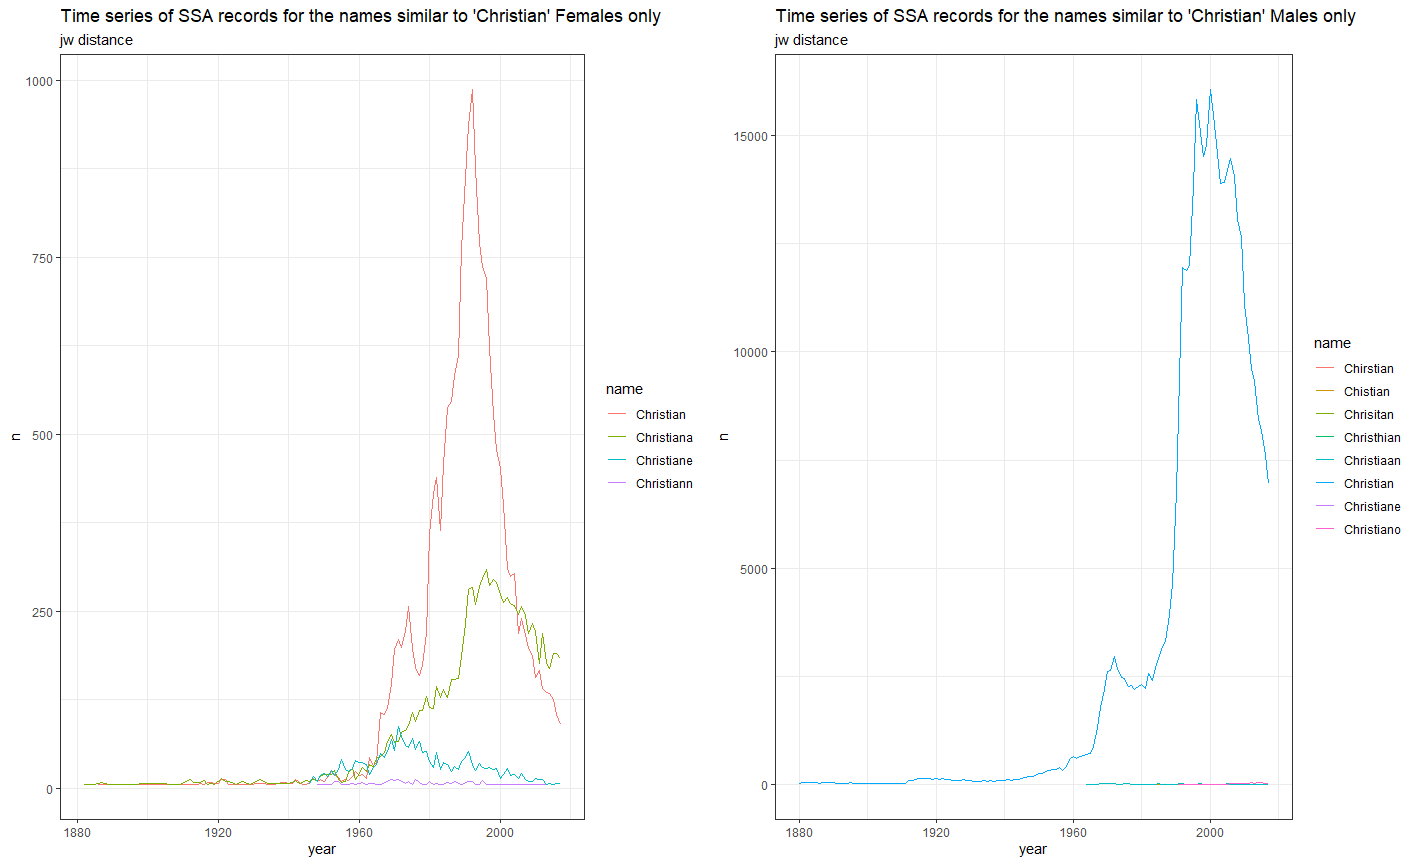 Time series of SSA records for the names similar to 'Christian' Females only
jw distance
1000
750
500
250
0
n
1880
1920
1960
2000
year
name
Christian
Christiana
Christiane
Christiann
Time series of SSA records for the names similar to 'Christian' Males only
jw distance
15000
10000
5000
0
n
1880
1920
1960
2000
year
name
Chirstian
Chistian
Chrisitan
Christhian
Christiaan
Christian
Christiane
Christiano